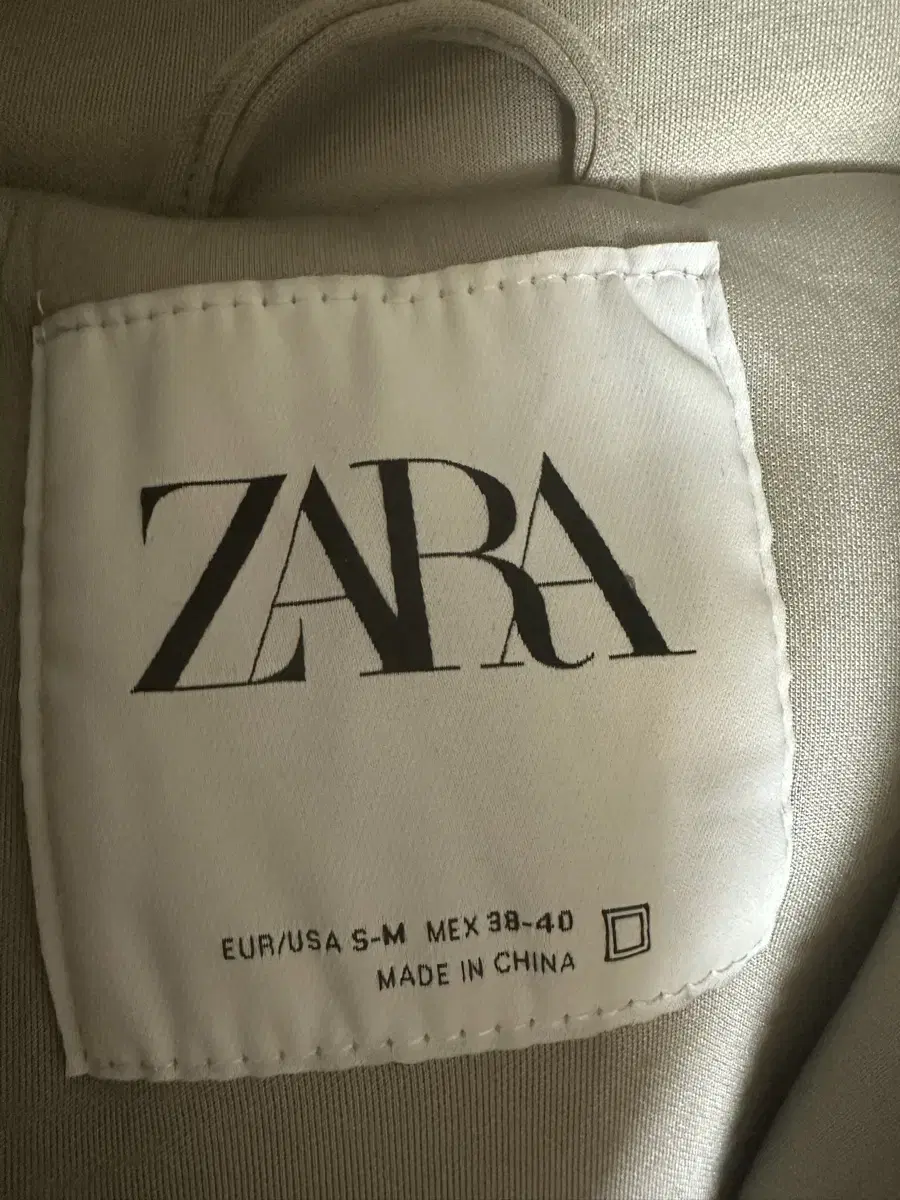 ZARA
EUR/USA S-M MEX 38-40
MADE IN CHINA